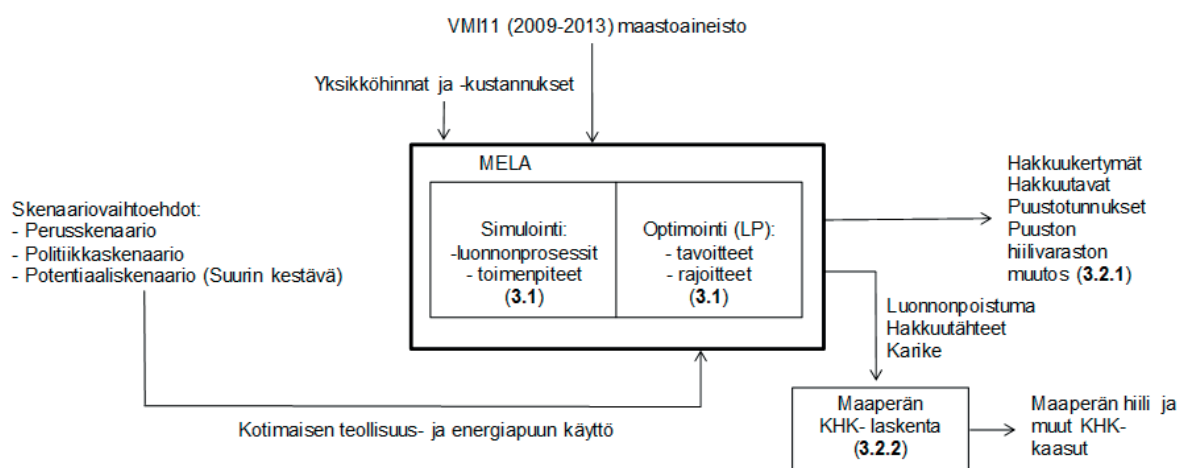 VMI11 (2009-2013) maastoaineisto
Yksikköhinnat ja -kustannukset
MELA
Skenaariovaihtoehdot:
- Perusskenaario
- Politiikkaskenaario
- Potentiaaliskenaario (Suurin kestävä)
Simulointi:
-luonnonprosessit
- toimenpiteet
(3.1)
Optimointi (LP):
- tavoitteet
- rajoitteet
(3.1)
Hakkuukertymät
Hakkuutavat
Puustotunnukset
Puuston
hiilivaraston
muutos (3.2.1)
Luonnonpoistuma
Hakkuutähteet
Karike
Kotimaisen teollisuus- ja energiapuun käyttö
Maaperän
KHK- laskenta
(3.2.2)
Maaperän hiili ja
muut KHK-
kaasut